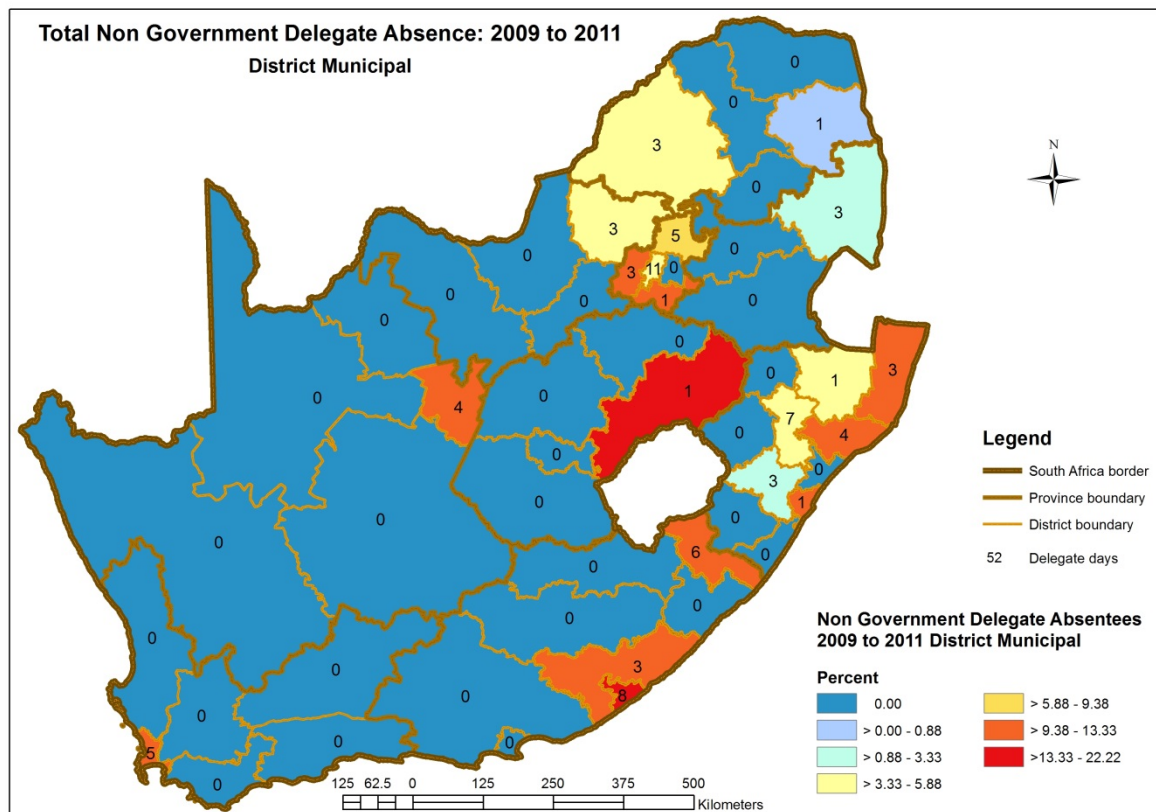 Total Non Government Delegate Absence: 2009 to 2011
District Municipal
0
0
1
3
0
3
N
3
5
0
0
3
11
0
0
1
0
0
0
0
0
0
1
0
1
3
4
0
7
4
0
0
0
3
0
1
0
0
0
0
6
0
0
0
0
3
0
0
8
0
0
5
0
0
Legend
South Africa border
Province boundary
District boundary
52 Delegate days
Non Government Delegate Absentees
2009 to 2011 District Municipal
Percent
0.00
> 0.00 - 0.88
> 0.88 - 3.33
> 3.33 - 5.88
> 5.88 - 9.38
> 9.38 - 13.33
>13.33 - 22.22
125 62.5 0 125 250 375 500
Kilometers